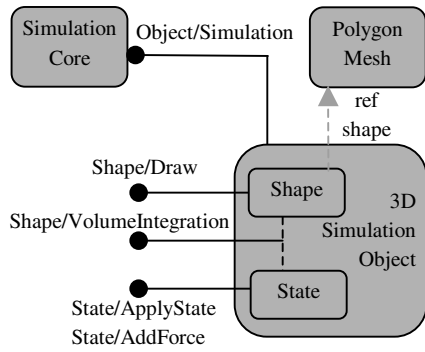 Simulation
Core
Object/Simulation
Polygon
Mesh
ref
shape
Shape/Draw
Shape
3D
Simulation
Object
Shape/VolumeIntegration
State
State/ApplyState
State/AddForce